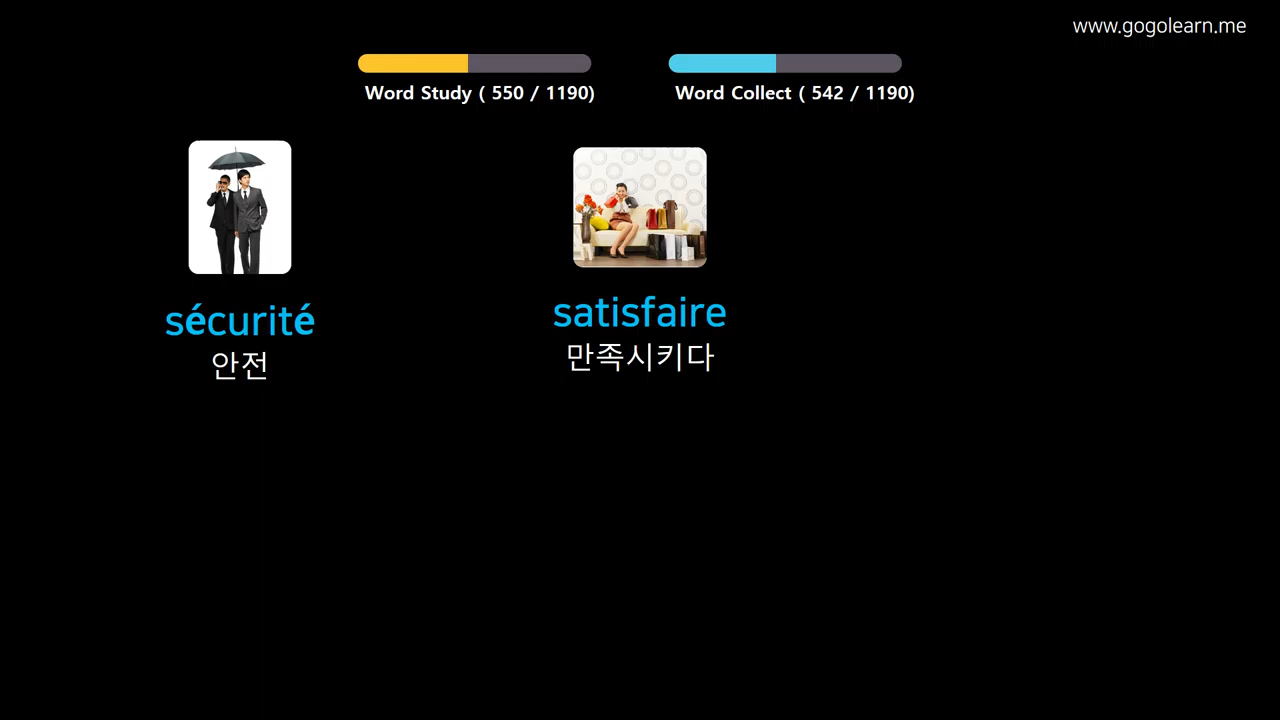 www.gogolearn.me
Word Study ( 550 / 1190)
Word Collect ( 542 / 1190)
sécurité
안전
satisfaire
만족시키다